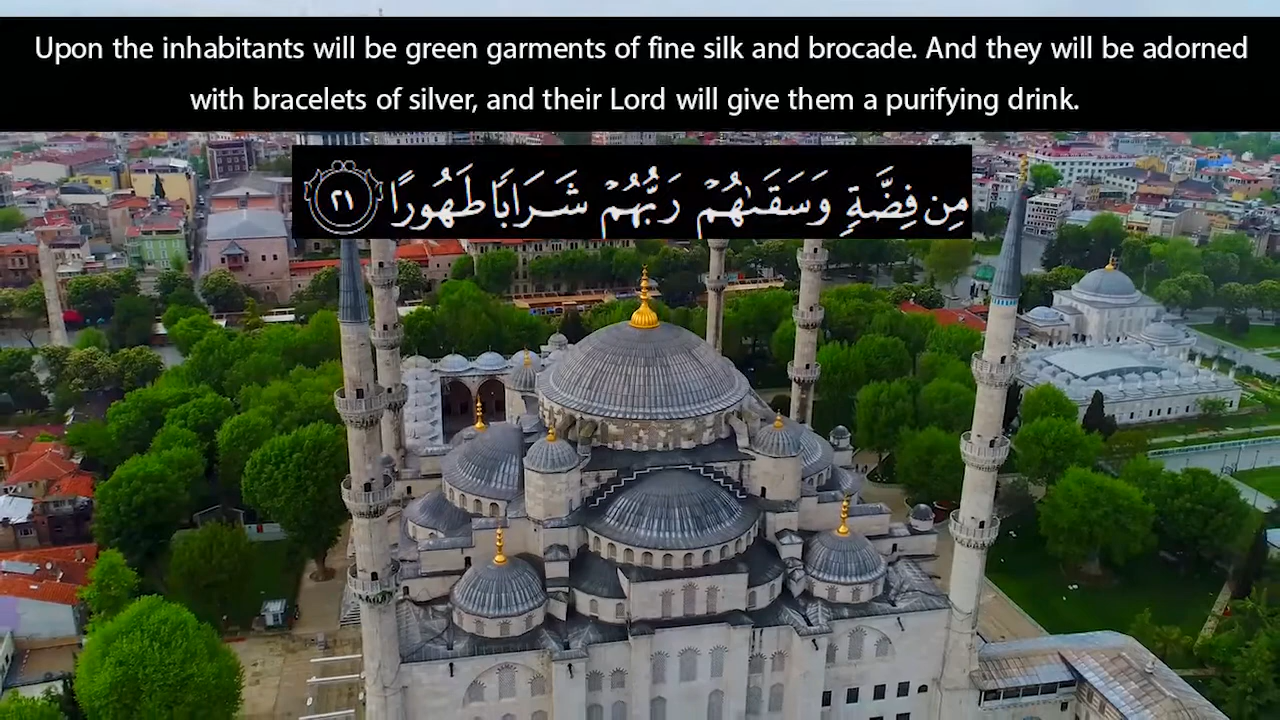 Upon the inhabitants will be green garments of fine silk and brocade. And they will be adorned
with bracelets of silver, and their Lord will give them a purifying drink.
مِن فِضَّةٍ وَسَقَىٰهُمْ رَبُّهُمْ شَرَابًا طَهُورًا ٢١